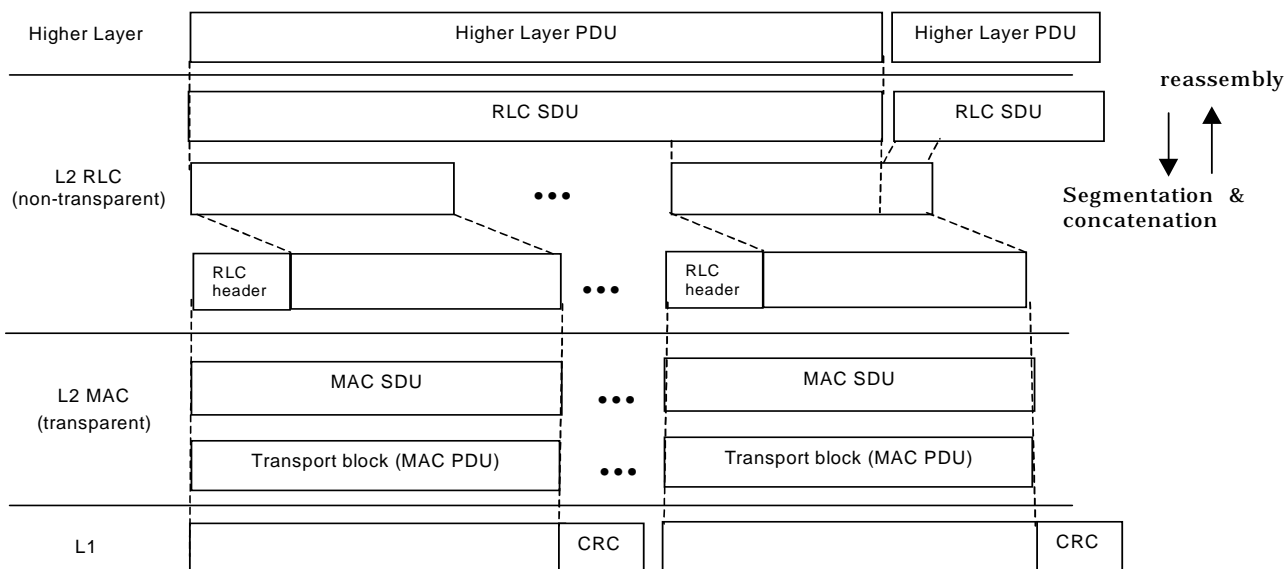 Higher Layer
Higher Layer PDU
Higher Layer PDU
reassembly
RLC SDU
RLC SDU
L2 RLC
(non-transparent)
Segmentation &
concatenation
RLC
header
RLC
header
L2 MAC
(transparent)
MAC SDU
MAC SDU
Transport block (MAC PDU)
Transport block (MAC PDU)
L1
CRC
CRC